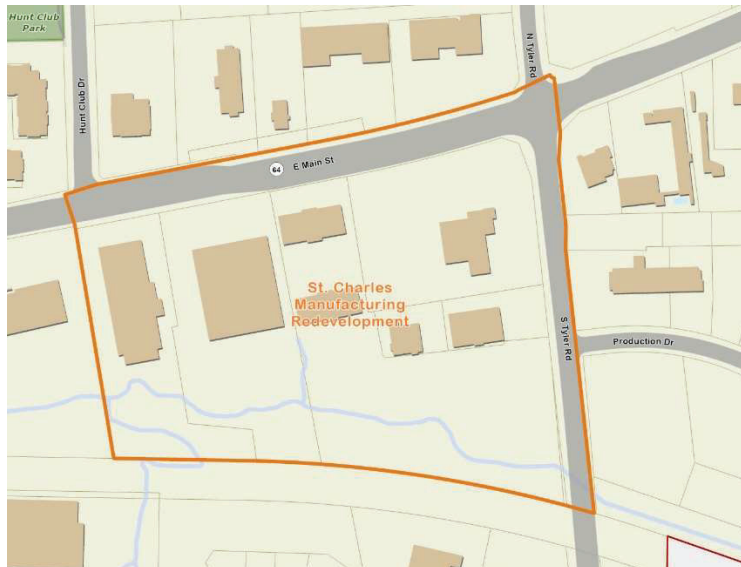 Hunt Club
Park
Hunt Club Dr
N Tyler Rd
64
E Main St
St. Charles
Manufacturing
Redevelopment
S Tyler Rd
Production Dr